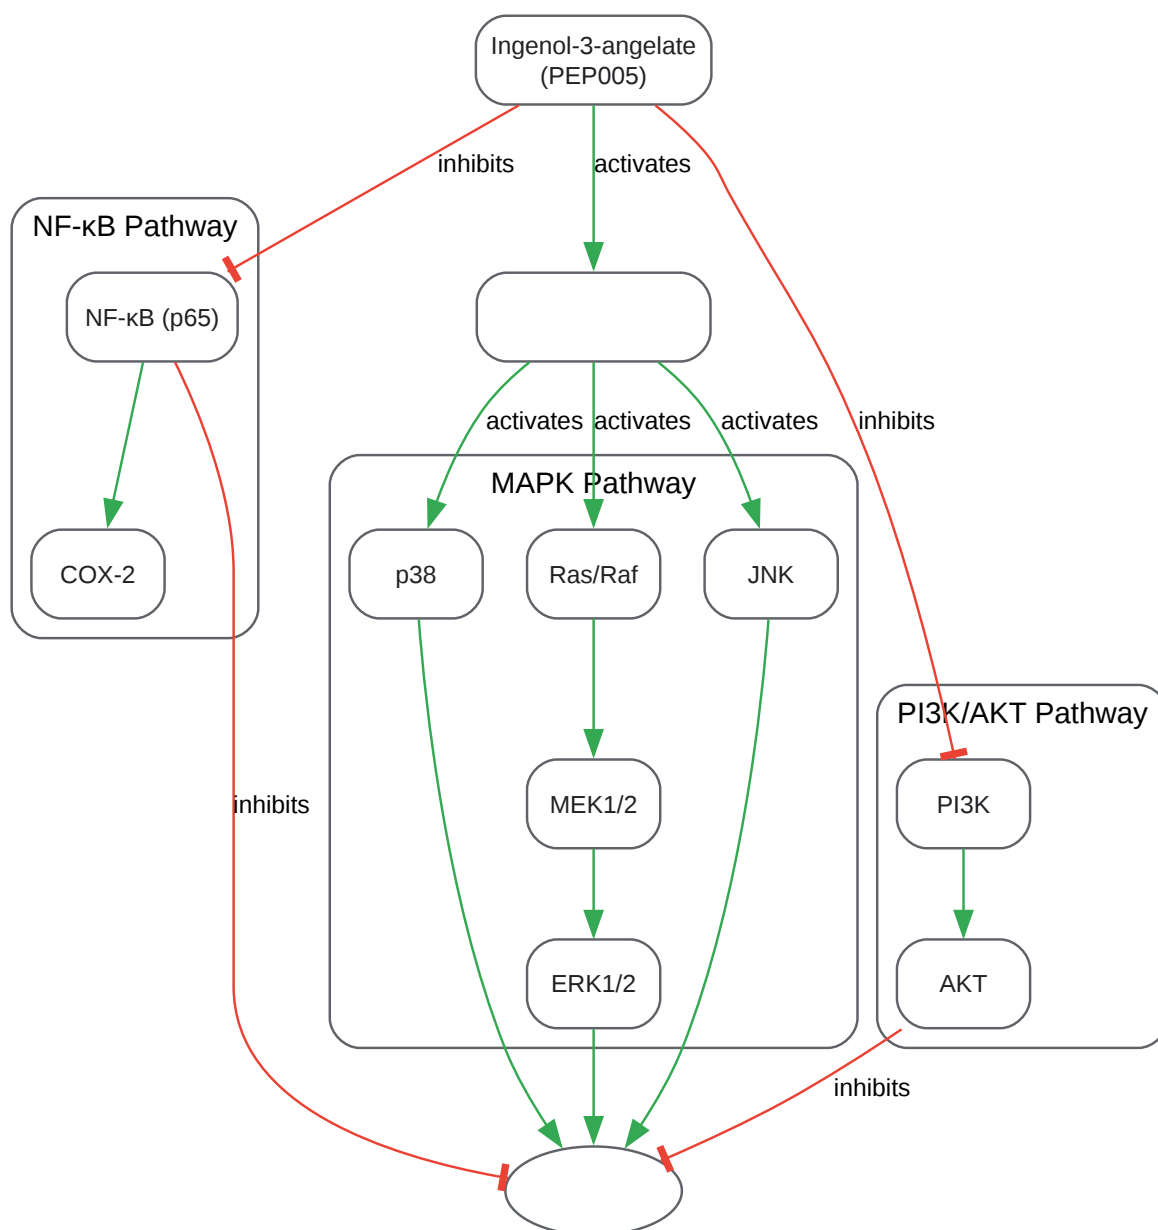 Ingenol-3-angelate
(PEP005)
inhibits
activates
NF-κB Pathway
NF-κB (p65)
activates
activates
activates
inhibits
MAPK Pathway
COX-2
p38
Ras/Raf
JNK
PI3K/AKT Pathway
inhibits
MEK1/2
PI3K
ERK1/2
AKT
inhibits